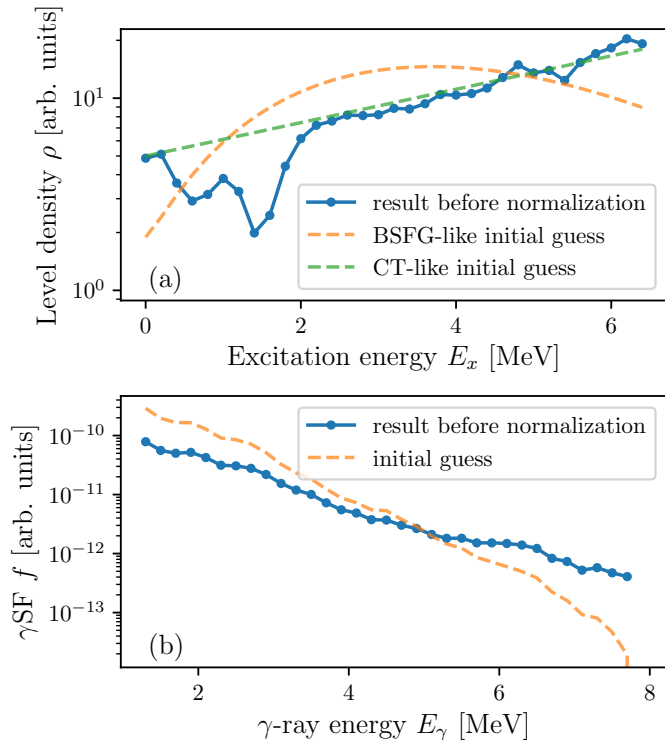 Level density ρ [arb. units]
10¹
10⁰
result before normalization
BSFG-like initial guess
CT-like initial guess
(a)
0 2 4 6
Excitation energy Eₓ [MeV]
γSF f [arb. units]
10⁻¹⁰
10⁻¹¹
10⁻¹²
10⁻¹³
result before normalization
initial guess
(b)
2 4 6 8
γ-ray energy E_γ [MeV]